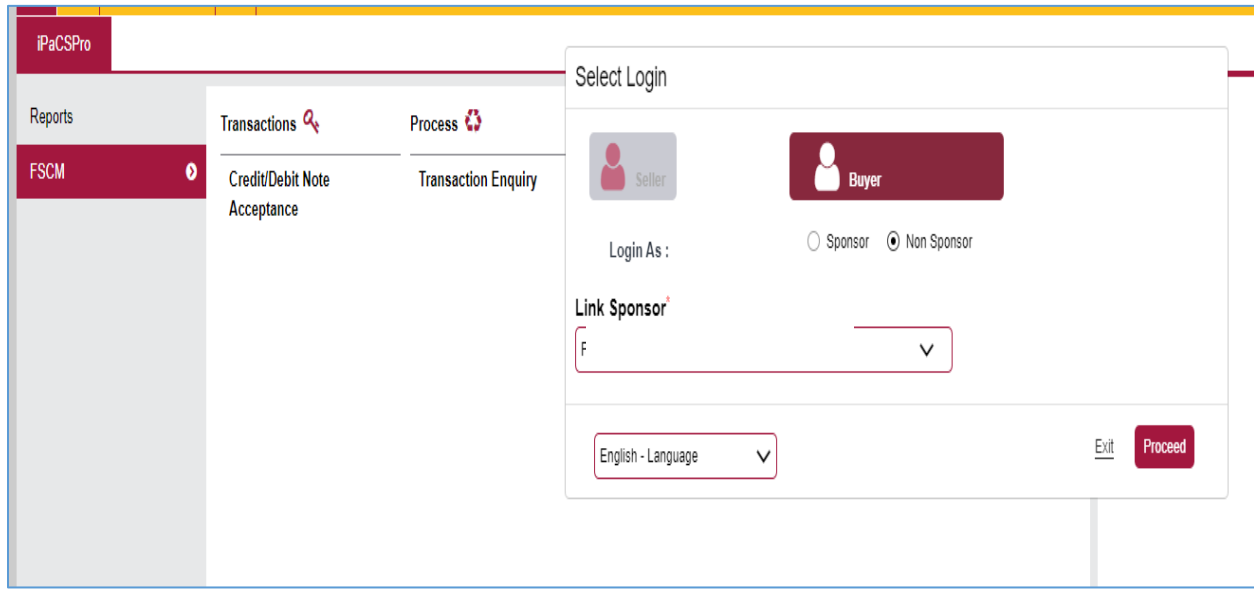 iPaCSPro
Reports
FSCM
Transactions
Process
Credit/Debit Note
Acceptance
Transaction Enquiry
Select Login
Seller
Buyer
Login As :
Sponsor
Non Sponsor
Link Sponsor*
F
English - Language
Exit
Proceed